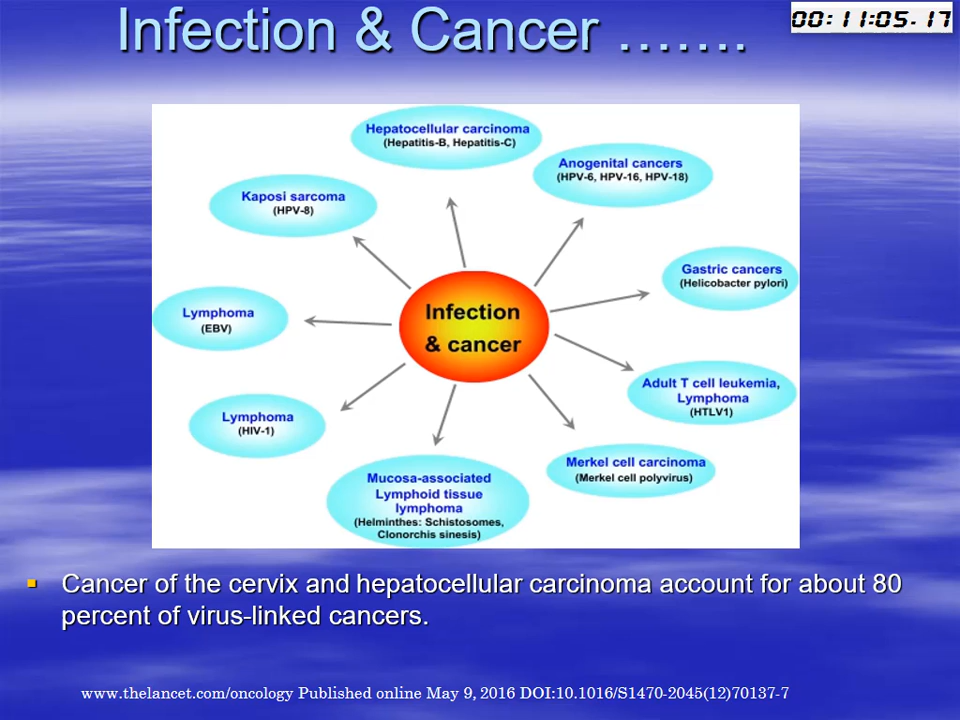 Infection & Cancer .......
00:11:05.17
Hepatocellular carcinoma
(Hepatitis-B, Hepatitis-C)
Anogenital cancers
(HPV-6, HPV-16, HPV-18)
Kaposi sarcoma
(HPV-8)
Gastric cancers
(Helicobacter pylori)
Lymphoma
(EBV)
Infection
& cancer
Adult T cell leukemia,
Lymphoma
(HTLV1)
Lymphoma
(HIV-1)
Merkel cell carcinoma
(Merkel cell polyvirus)
Mucosa-associated
Lymphoid tissue
lymphoma
(Helminthes: Schistosomes,
Clonorchis sinesis)
▪ Cancer of the cervix and hepatocellular carcinoma account for about 80
percent of virus-linked cancers.
www.thelancet.com/oncology Published online May 9, 2016 DOI:10.1016/S1470-2045(12)70137-7